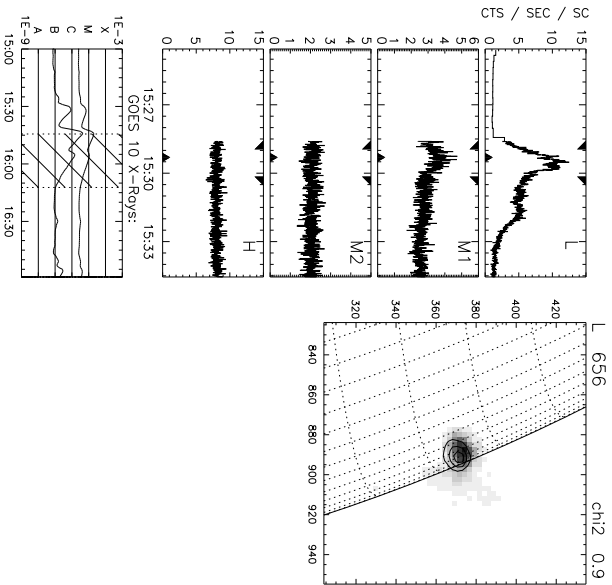 CTS / SEC / SC
0 5 10 15
L
0 1 2 3 4 5
M1
0 1 2 3 4 5
M2
0 5 10 15
H
15:27 15:30 15:33
GOES 10 X-Rays:
1E-3
X
M
C
B
A
1E-9
15:00 15:30 16:00 16:30
L 656 chi2 0.9
420
400
380
360
340
320
840 860 880 900 920 940